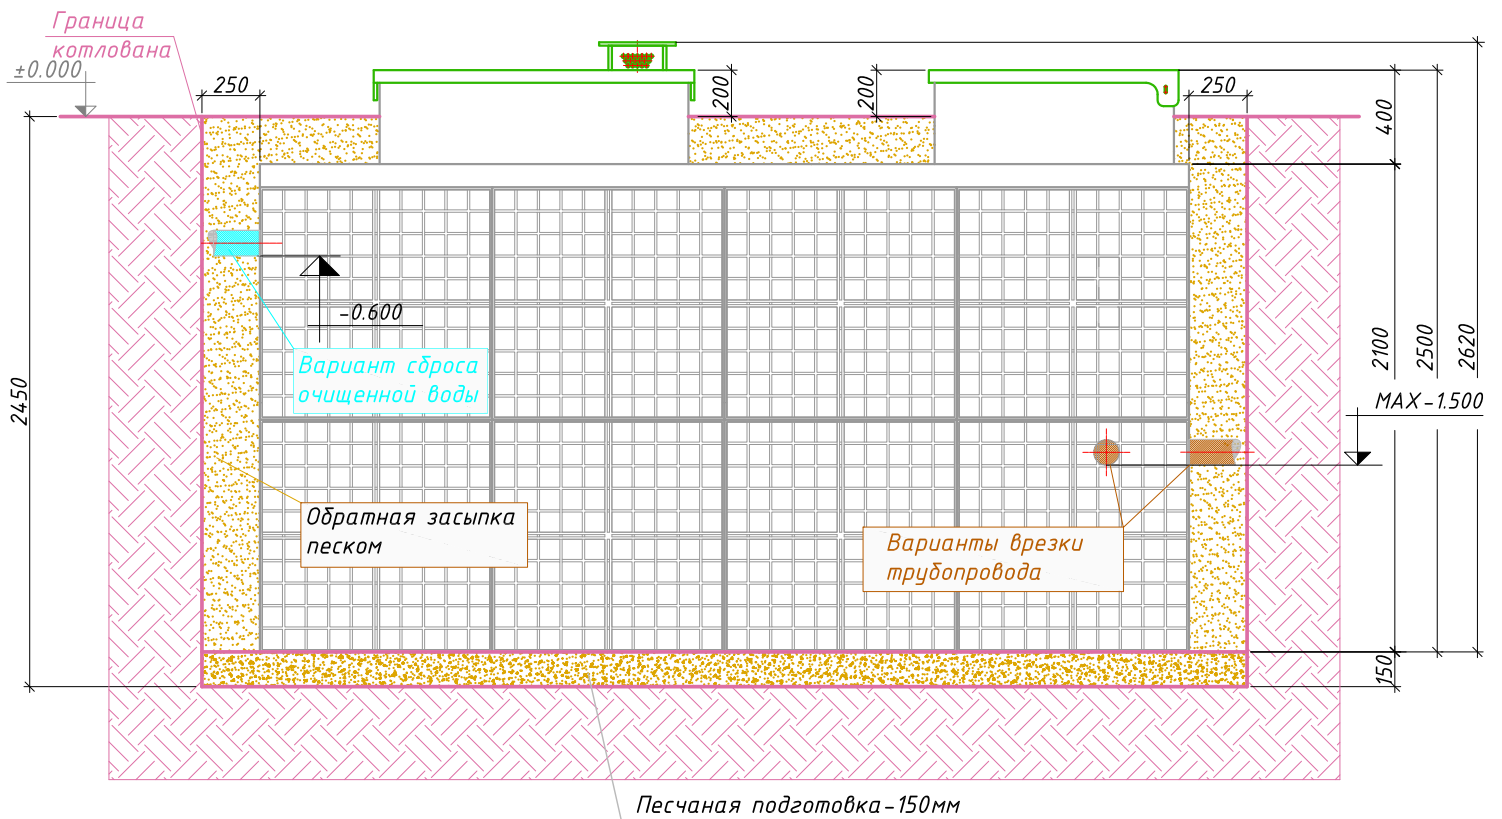 Граница
котлована
±0.000
250
200
200
250
400
2450
-0.600
2100
2500
2620
Вариант сброса
очищенной воды
MAX-1.500
Обратная засыпка
песком
Варианты врезки
трубопровода
150
Песчаная подготовка-150мм